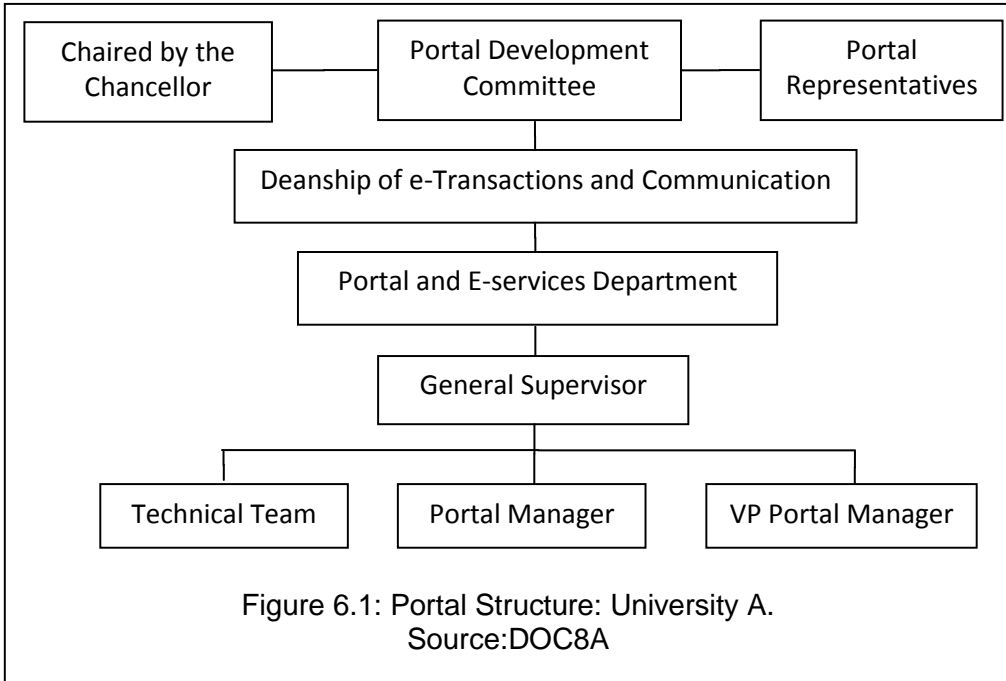 Chaired by the
Chancellor
Portal Development
Committee
Portal
Representatives
Deanship of e-Transactions and Communication
Portal and E-services Department
General Supervisor
Technical Team
Portal Manager
VP Portal Manager
Figure 6.1: Portal Structure: University A.
Source:DOC8A